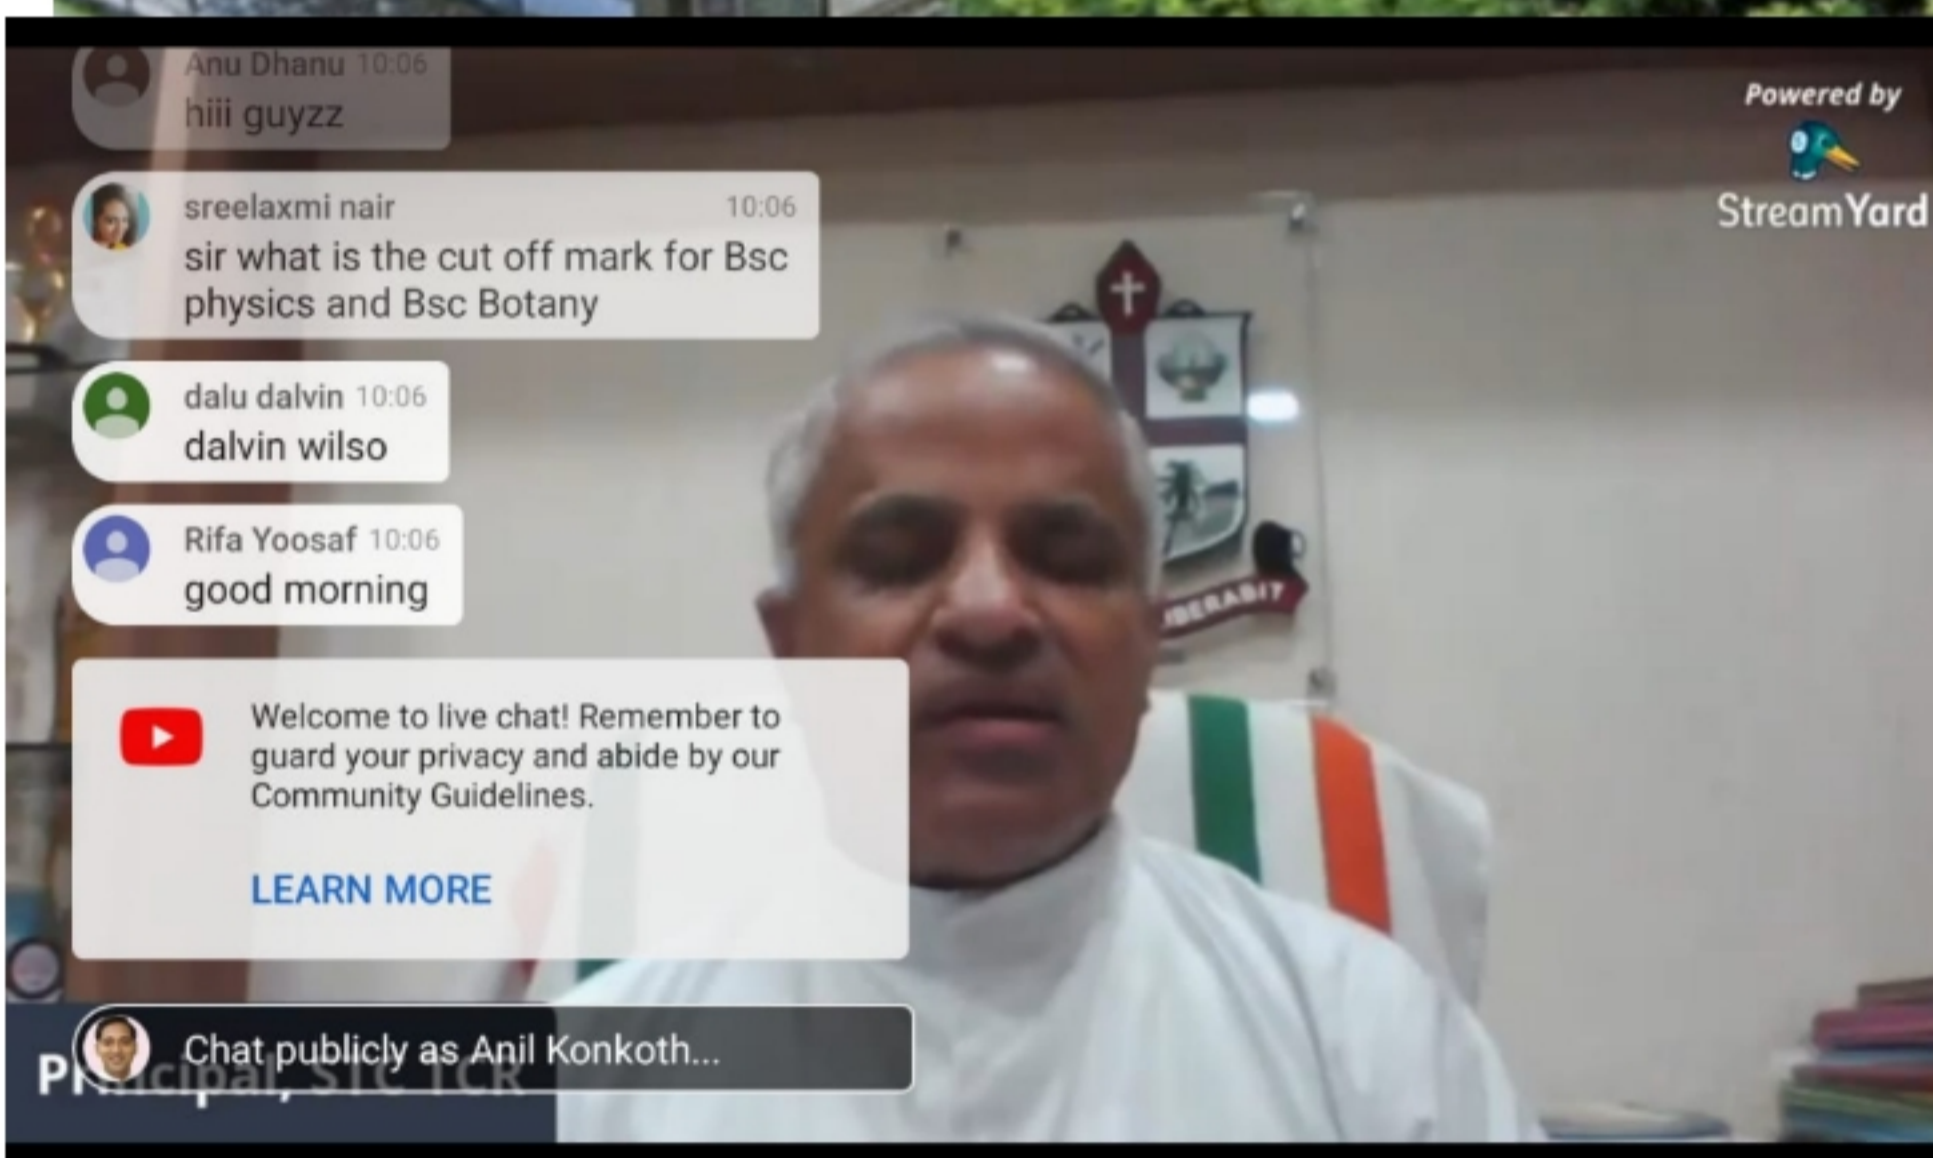 Anu Dhanu 10:06
hiii guyzz
sreelaxmi nair 10:06
sir what is the cut off mark for Bsc
physics and Bsc Botany
dalu dalvin 10:06
dalvin wilso
Rifa Yoosaf 10:06
good morning
Welcome to live chat! Remember to
guard your privacy and abide by our
Community Guidelines.
LEARN MORE
Chat publicly as Anil Konkoth...
Principal, STC TCR
Powered by
StreamYard